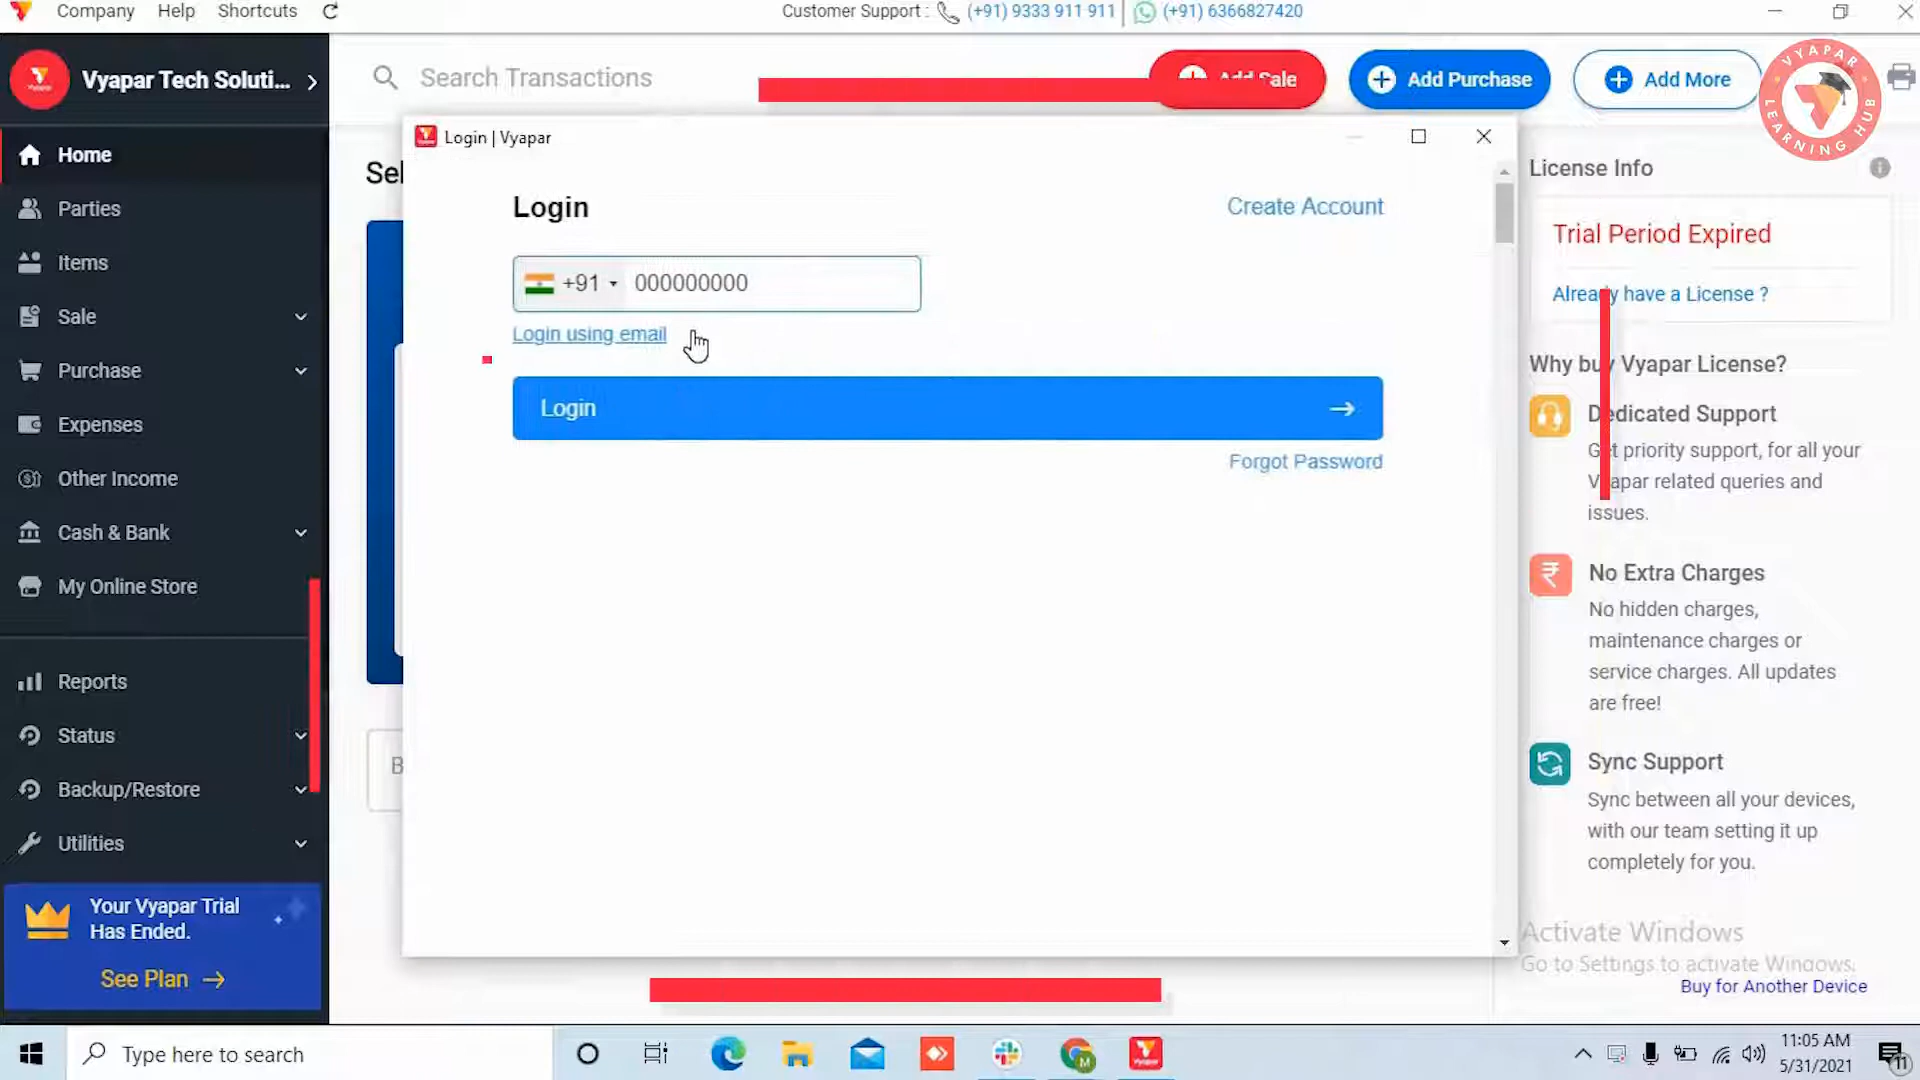 Company Help Shortcuts
Customer Support : (+91) 9333 911 911 (+91) 6366827420
Vyapar Tech Soluti...
Search Transactions
Sale
Add Purchase
Add More
VYAPAR
LEARNING HUB
Home
Parties
Items
Sale
Purchase
Expenses
Other Income
Cash & Bank
My Online Store
Reports
Status
Backup/Restore
Utilities
Your Vyapar Trial
Has Ended.
See Plan
Login | Vyapar
Login
Create Account
+91 000000000
Login using email
Login
Forgot Password
License Info
Trial Period Expired
Already have a License ?
Why buy Vyapar License?
Dedicated Support
Get priority support, for all your
Vyapar related queries and
issues.
No Extra Charges
No hidden charges,
maintenance charges or
service charges. All updates
are free!
Sync Support
Sync between all your devices,
with our team setting it up
completely for you.
Activate Windows
Go to Settings to activate Windows.
Buy for Another Device
Type here to search
M
11:05 AM
5/31/2021
11